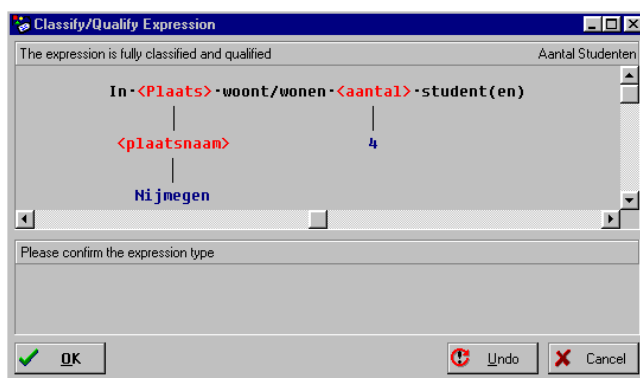 Classify/Qualify Expression
The expression is fully classified and qualified Aantal Studenten
In·<Plaats>·woont/wonen·<aantal>·student(en)
<plaatsnaam> 4
Nijmegen
Please confirm the expression type
OK Undo Cancel